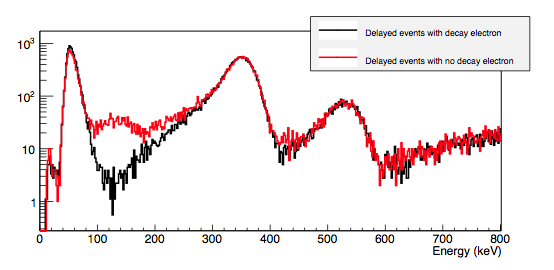 Delayed events with decay electron
Delayed events with no decay electron
10³
10²
10
1
0 100 200 300 400 500 600 700 800
Energy (keV)